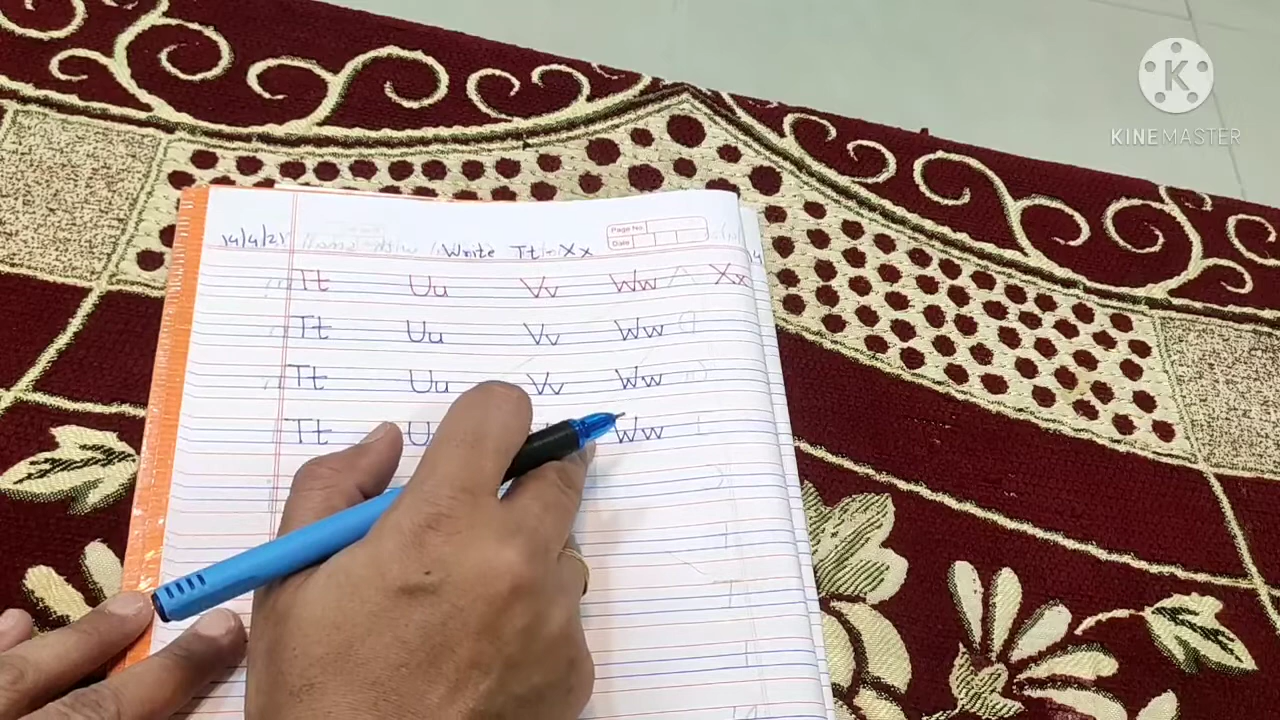 KINEMASTER
Page No.
Date
14/4/21 Write Tt - Xx
Tt Uu Vv Ww Xx
Tt Uu Vv Ww
Tt Uu Vv Ww
Tt U Ww